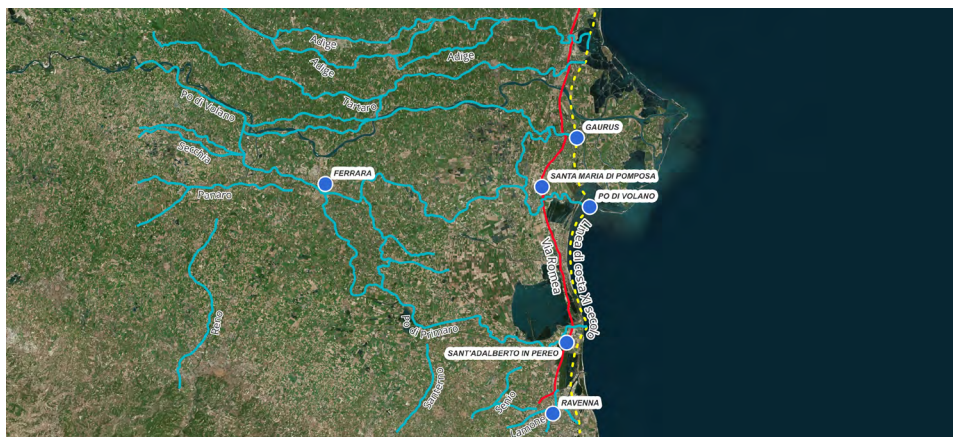 Adige
Adige
Adige
Po di Volano
Tartaro
GAURUS
Secchia
FERRARA
SANTA MARIA DI POMPOSA
Panaro
PO DI VOLANO
Via Romea
Linea di costa XI secolo
Reno
Po di Primaro
SANT'ADALBERTO IN PEREO
Santerno
Senio
RAVENNA
Lamone